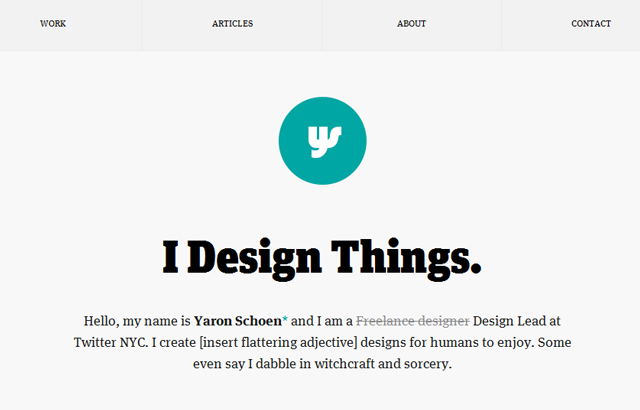 WORK ARTICLES ABOUT CONTACT
ys
I Design Things.
Hello, my name is Yaron Schoen* and I am a Freelance designer Design Lead at
Twitter NYC. I create [insert flattering adjective] designs for humans to enjoy. Some
even say I dabble in witchcraft and sorcery.